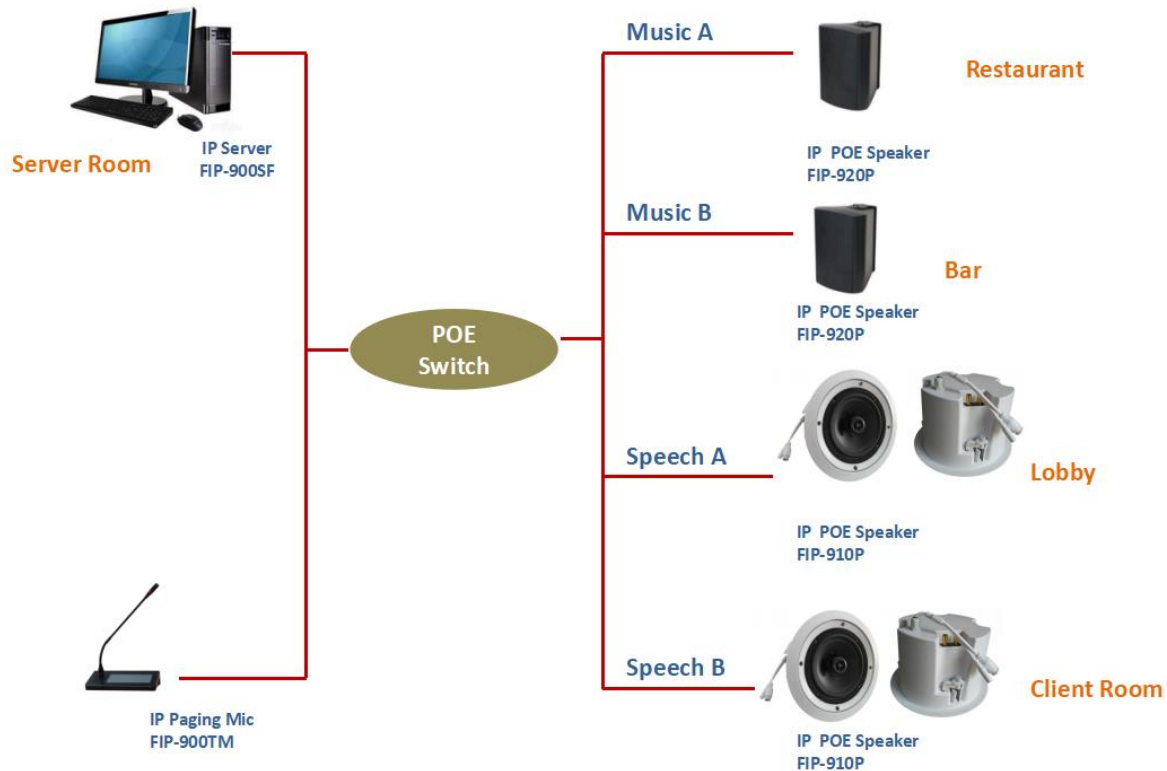 Music A
Restaurant
IP Server
FIP-900SF
Server Room
IP POE Speaker
FIP-920P
Music B
Bar
IP POE Speaker
FIP-920P
POE
Switch
Speech A
Lobby
IP POE Speaker
FIP-910P
Speech B
Client Room
IP Paging Mic
FIP-900TM
IP POE Speaker
FIP-910P